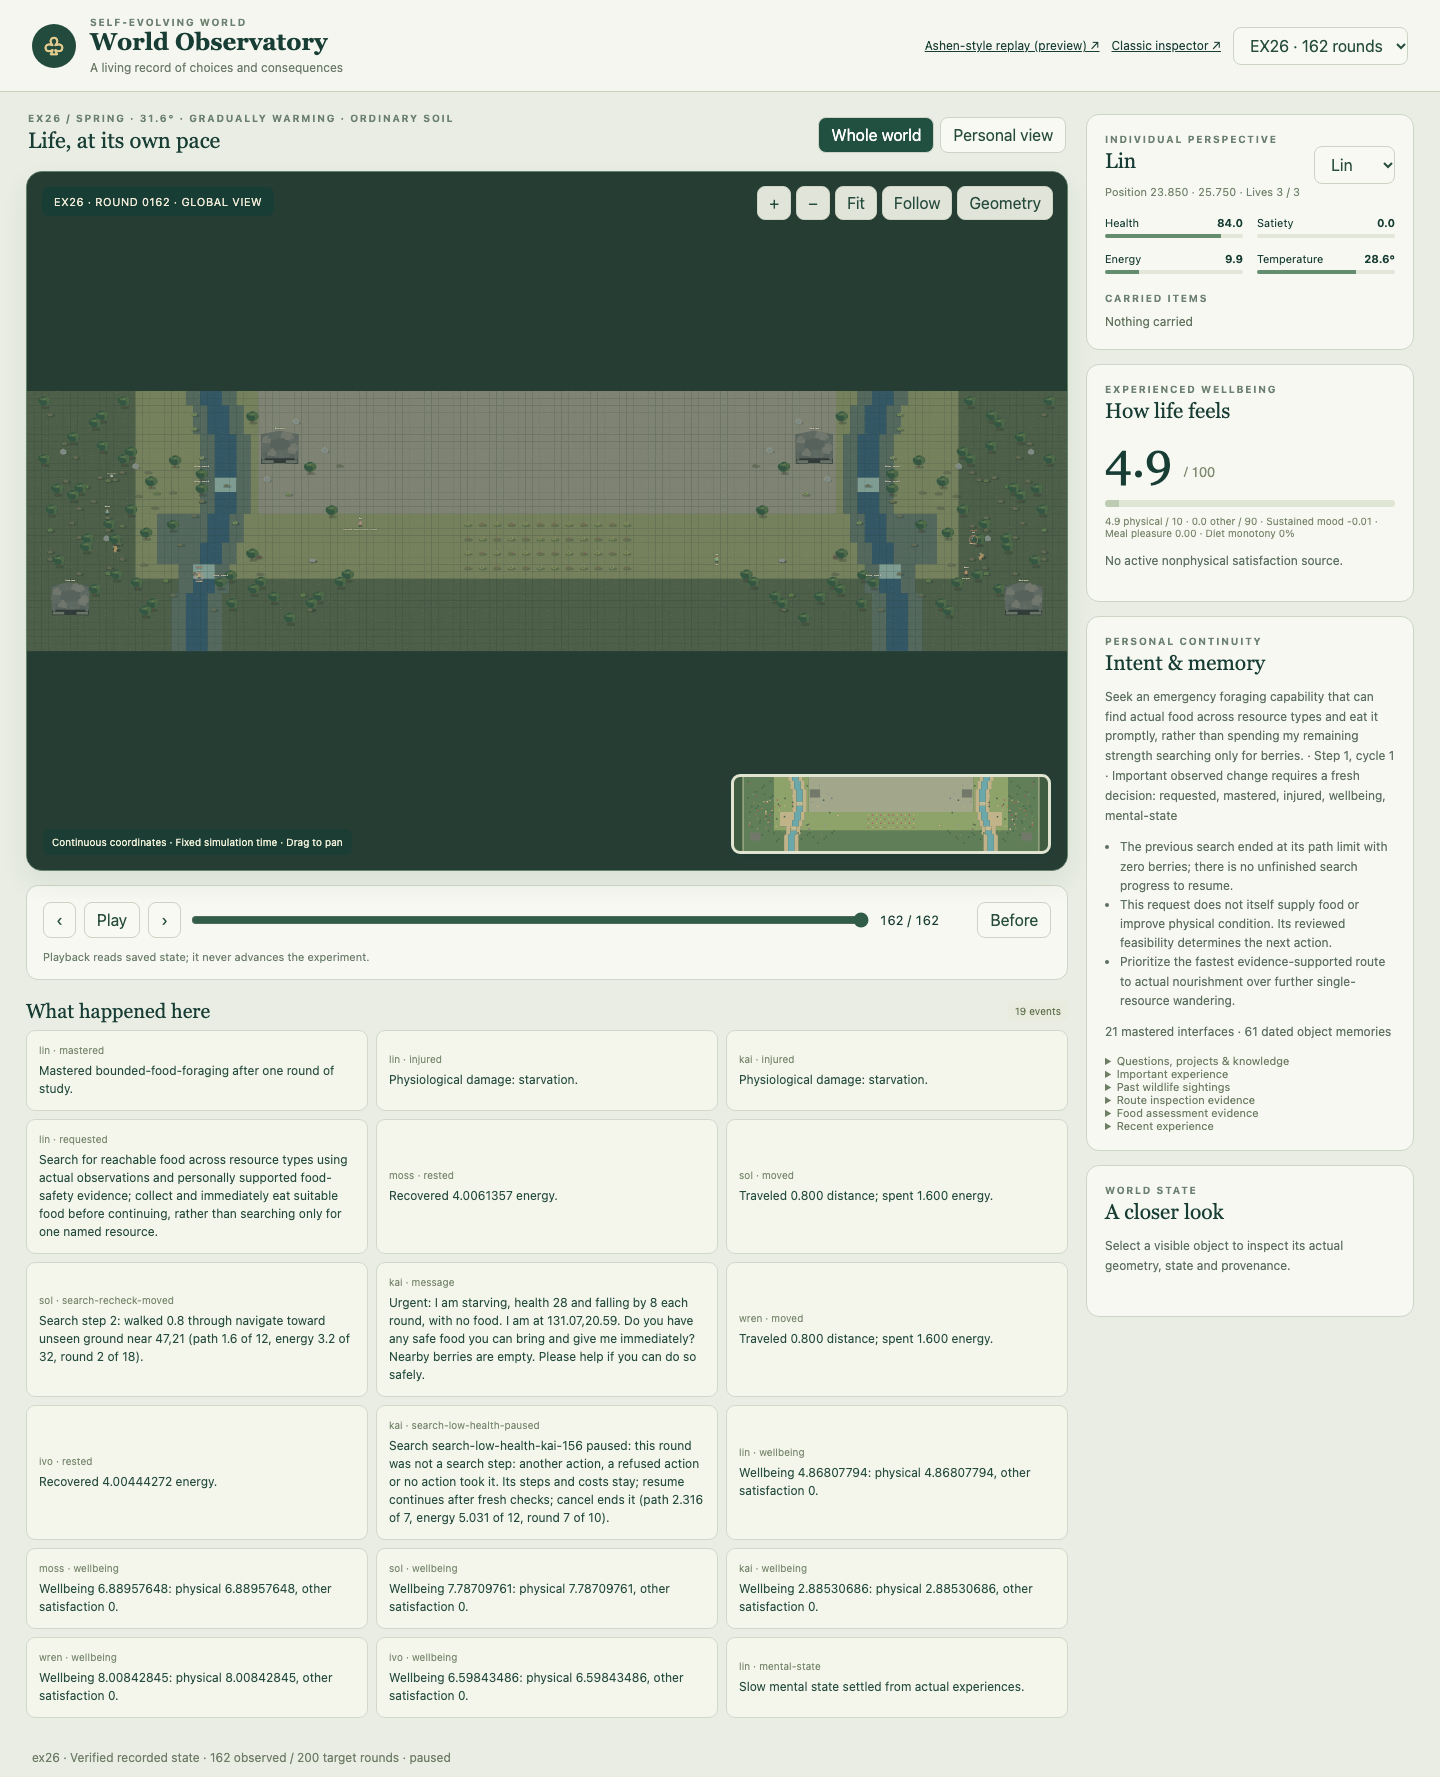 SELF-EVOLVING WORLD
World Observatory
A living record of choices and consequences
Ashen-style replay (preview) ↗
Classic inspector ↗
EX26 · 162 rounds
EX26 / SPRING · 31.6° · GRADUALLY WARMING · ORDINARY SOIL
Life, at its own pace
Whole world
Personal view
EX26 · ROUND 0162 · GLOBAL VIEW
+
−
Fit
Follow
Geometry
Continuous coordinates · Fixed simulation time · Drag to pan
‹
Play
›
162 / 162
Before
Playback reads saved state; it never advances the experiment.
What happened here
19 events
lin · mastered
Mastered bounded-food-foraging after one round of
study.
lin · injured
Physiological damage: starvation.
kai · injured
Physiological damage: starvation.
lin · requested
Search for reachable food across resource types using
actual observations and personally supported food-
safety evidence; collect and immediately eat suitable
food before continuing, rather than searching only for
one named resource.
moss · rested
Recovered 4.0061357 energy.
sol · moved
Traveled 0.800 distance; spent 1.600 energy.
sol · search-recheck-moved
Search step 2: walked 0.8 through navigate toward
unseen ground near 47,21 (path 1.6 of 12, energy 3.2 of
32, round 2 of 18).
kai · message
Urgent: I am starving, health 28 and falling by 8 each
round, with no food. I am at 131.07,20.59. Do you have
any safe food you can bring and give me immediately?
Nearby berries are empty. Please help if you can do so
safely.
wren · moved
Traveled 0.800 distance; spent 1.600 energy.
ivo · rested
Recovered 4.00444272 energy.
kai · search-low-health-paused
Search search-low-health-kai-156 paused: this round
was not a search step: another action, a refused action
or no action took it. Its steps and costs stay; resume
continues after fresh checks; cancel ends it (path 2.316
of 7, energy 5.031 of 12, round 7 of 10).
lin · wellbeing
Wellbeing 4.86807794: physical 4.86807794, other
satisfaction 0.
moss · wellbeing
Wellbeing 6.88957648: physical 6.88957648, other
satisfaction 0.
sol · wellbeing
Wellbeing 7.78709761: physical 7.78709761, other
satisfaction 0.
kai · wellbeing
Wellbeing 2.88530686: physical 2.88530686, other
satisfaction 0.
wren · wellbeing
Wellbeing 8.00842845: physical 8.00842845, other
satisfaction 0.
ivo · wellbeing
Wellbeing 6.59843486: physical 6.59843486, other
satisfaction 0.
lin · mental-state
Slow mental state settled from actual experiences.
ex26 · Verified recorded state · 162 observed / 200 target rounds · paused
INDIVIDUAL PERSPECTIVE
Lin
Lin
Position 23.850 · 25.750 · Lives 3 / 3
Health 84.0
Satiety 0.0
Energy 9.9
Temperature 28.6°
CARRIED ITEMS
Nothing carried
EXPERIENCED WELLBEING
How life feels
4.9 / 100
4.9 physical / 10 · 0.0 other / 90 · Sustained mood -0.01 ·
Meal pleasure 0.00 · Diet monotony 0%
No active nonphysical satisfaction source.
PERSONAL CONTINUITY
Intent & memory
Seek an emergency foraging capability that can
find actual food across resource types and eat it
promptly, rather than spending my remaining
strength searching only for berries. · Step 1, cycle 1
· Important observed change requires a fresh
decision: requested, mastered, injured, wellbeing,
mental-state
• The previous search ended at its path limit with
zero berries; there is no unfinished search
progress to resume.
• This request does not itself supply food or
improve physical condition. Its reviewed
feasibility determines the next action.
• Prioritize the fastest evidence-supported route
to actual nourishment over further single-
resource wandering.
21 mastered interfaces · 61 dated object memories
▶ Questions, projects & knowledge
▶ Important experience
▶ Past wildlife sightings
▶ Route inspection evidence
▶ Food assessment evidence
▶ Recent experience
WORLD STATE
A closer look
Select a visible object to inspect its actual
geometry, state and provenance.